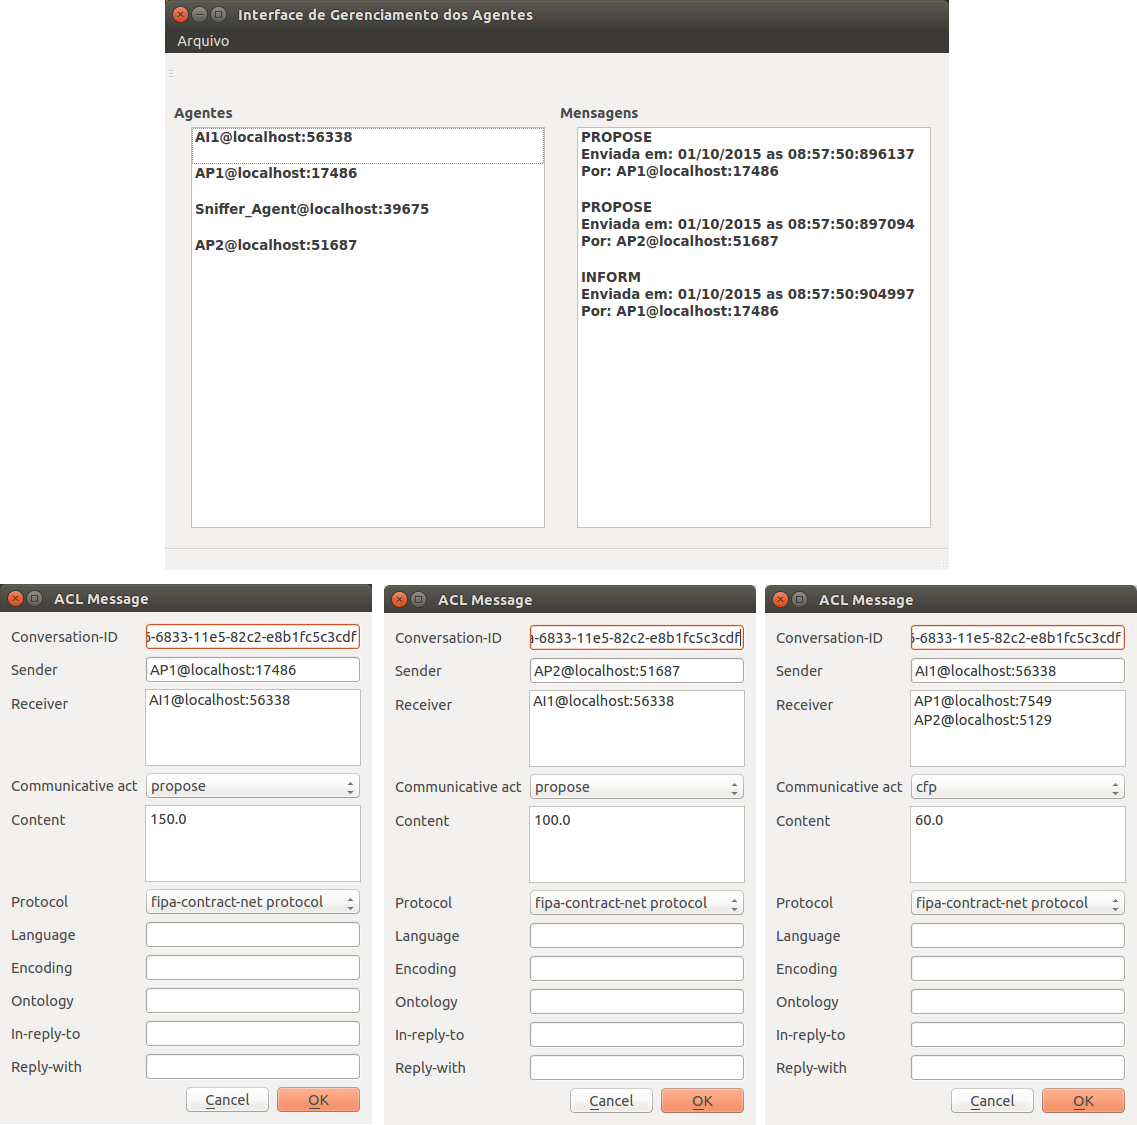 Interface de Gerenciamento dos Agentes
Arquivo
Agentes
AI1@localhost:56338
AP1@localhost:17486
Sniffer_Agent@localhost:39675
AP2@localhost:51687
Mensagens
PROPOSE
Enviada em: 01/10/2015 as 08:57:50:896137
Por: AP1@localhost:17486
PROPOSE
Enviada em: 01/10/2015 as 08:57:50:897094
Por: AP2@localhost:51687
INFORM
Enviada em: 01/10/2015 as 08:57:50:904997
Por: AP1@localhost:17486
ACL Message
Conversation-ID -6833-11e5-82c2-e8b1fc5c3cdf
Sender AP1@localhost:17486
Receiver AI1@localhost:56338
Communicative act propose
Content 150.0
Protocol fipa-contract-net protocol
Language
Encoding
Ontology
In-reply-to
Reply-with
Cancel OK
ACL Message
Conversation-ID -6833-11e5-82c2-e8b1fc5c3cdf
Sender AP2@localhost:51687
Receiver AI1@localhost:56338
Communicative act propose
Content 100.0
Protocol fipa-contract-net protocol
Language
Encoding
Ontology
In-reply-to
Reply-with
Cancel OK
ACL Message
Conversation-ID -6833-11e5-82c2-e8b1fc5c3cdf
Sender AI1@localhost:56338
Receiver AP1@localhost:7549
AP2@localhost:5129
Communicative act cfp
Content 60.0
Protocol fipa-contract-net protocol
Language
Encoding
Ontology
In-reply-to
Reply-with
Cancel OK